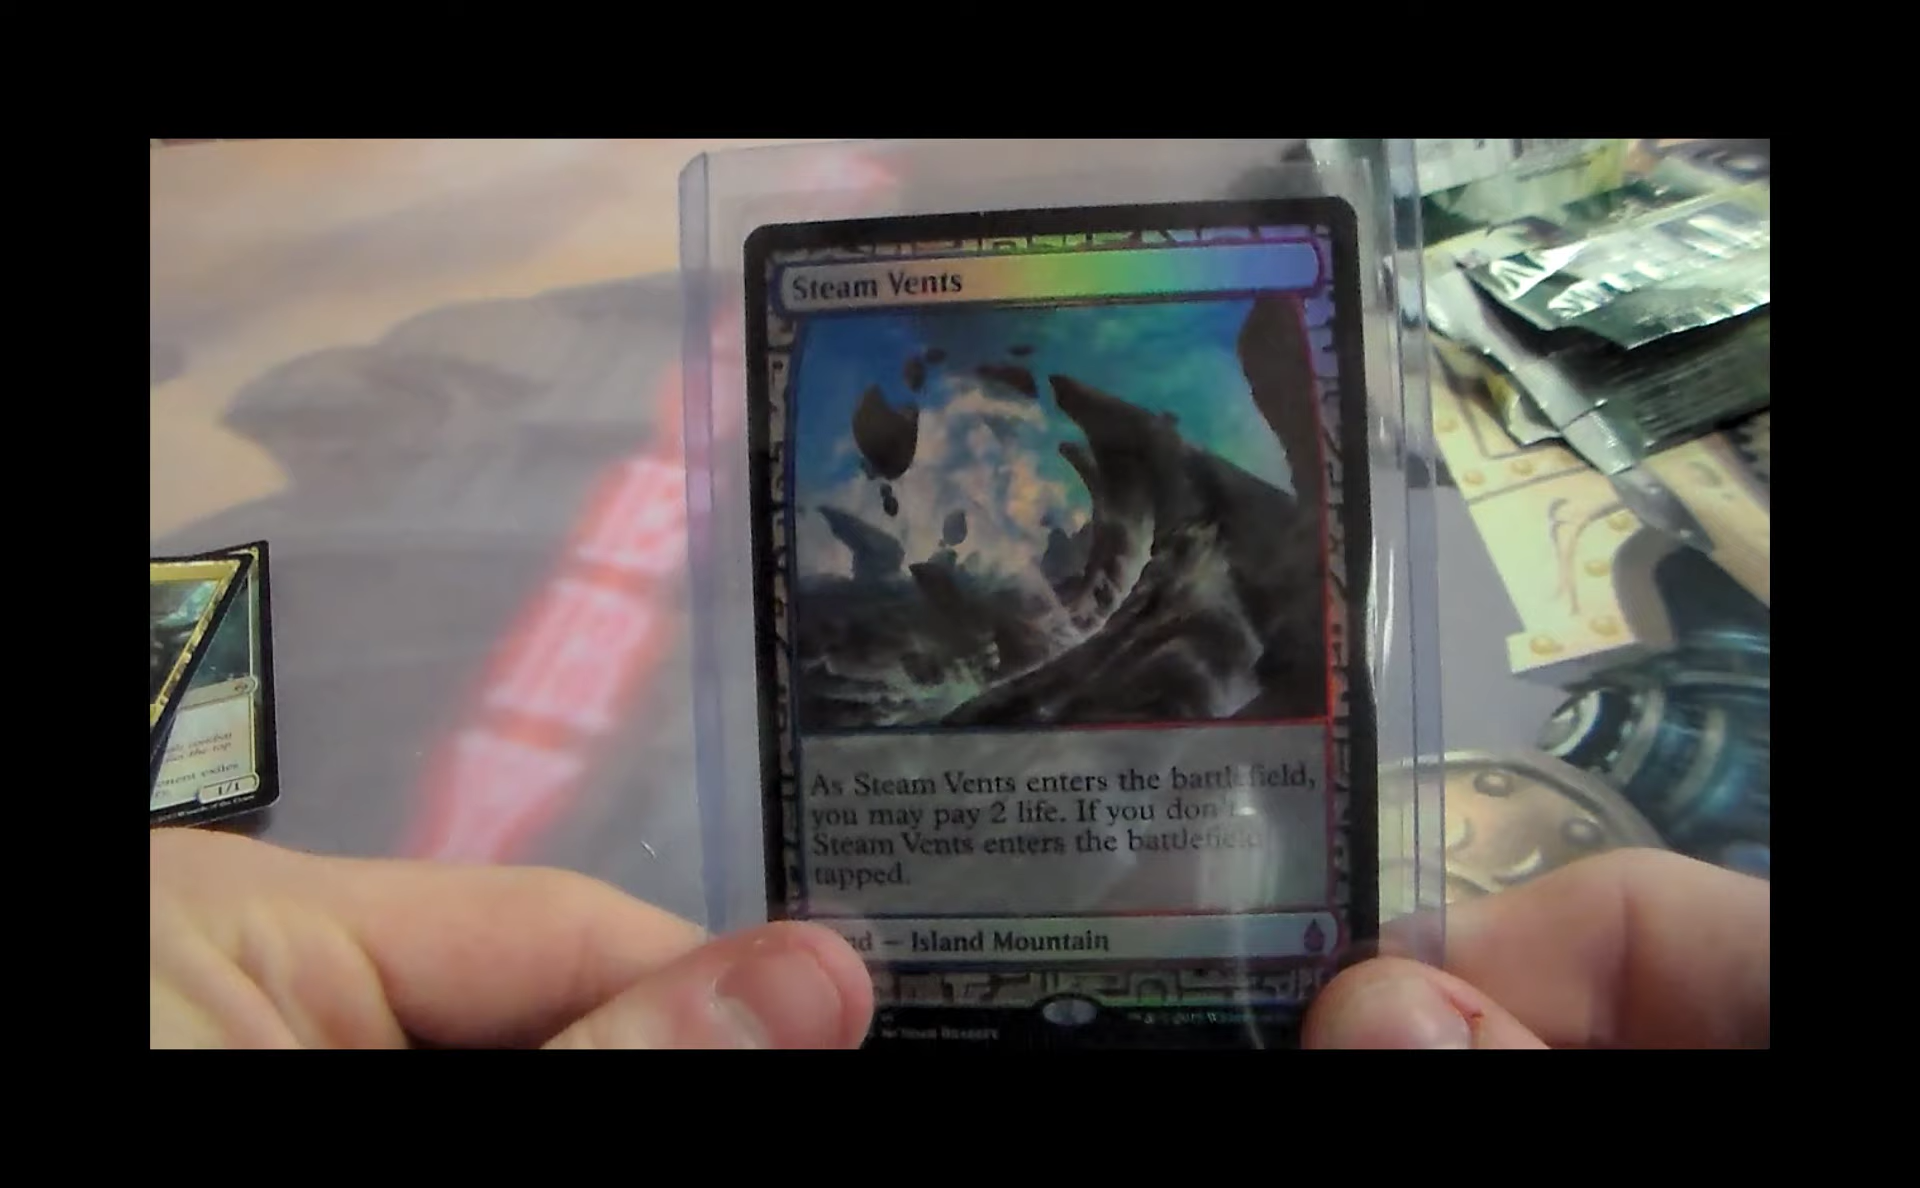 Steam Vents
As Steam Vents enters the battlefield,
you may pay 2 life. If you don't
Steam Vents enters the battlefield
tapped.
nd – Island Mountain
1/1